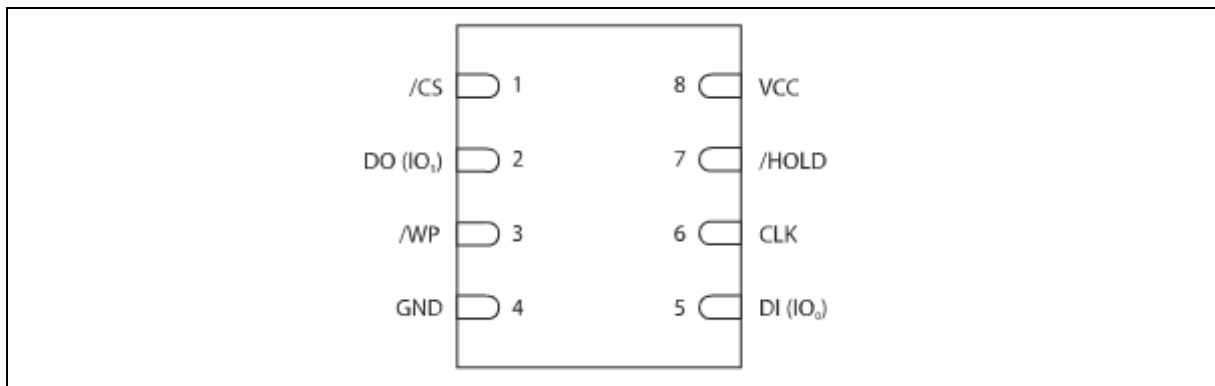 /CS 1 8 VCC
DO (IO₁) 2 7 /HOLD
/WP 3 6 CLK
GND 4 5 DI (IO₀)